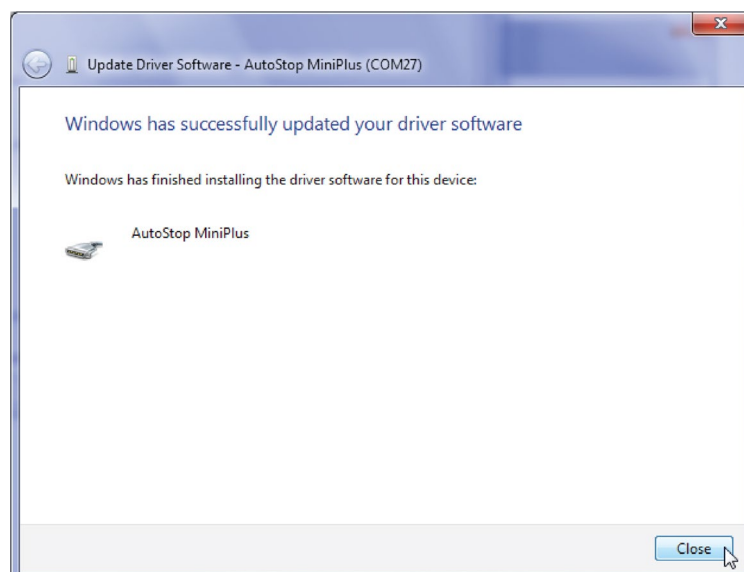 Update Driver Software - AutoStop MiniPlus (COM27)
Windows has successfully updated your driver software
Windows has finished installing the driver software for this device:
AutoStop MiniPlus
Close